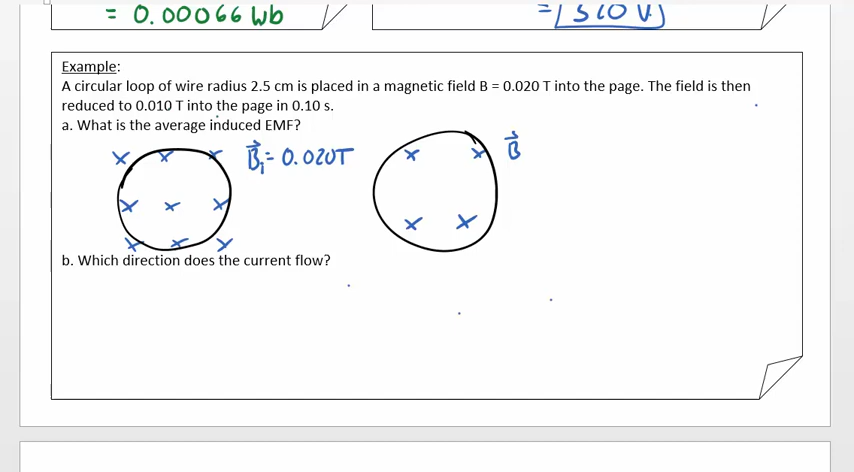 = 0.00066 Wb
Example:
A circular loop of wire radius 2.5 cm is placed in a magnetic field B = 0.020 T into the page. The field is then
reduced to 0.010 T into the page in 0.10 s.
a. What is the average induced EMF?
B⃗ᵢ = 0.020T
B⃗
b. Which direction does the current flow?